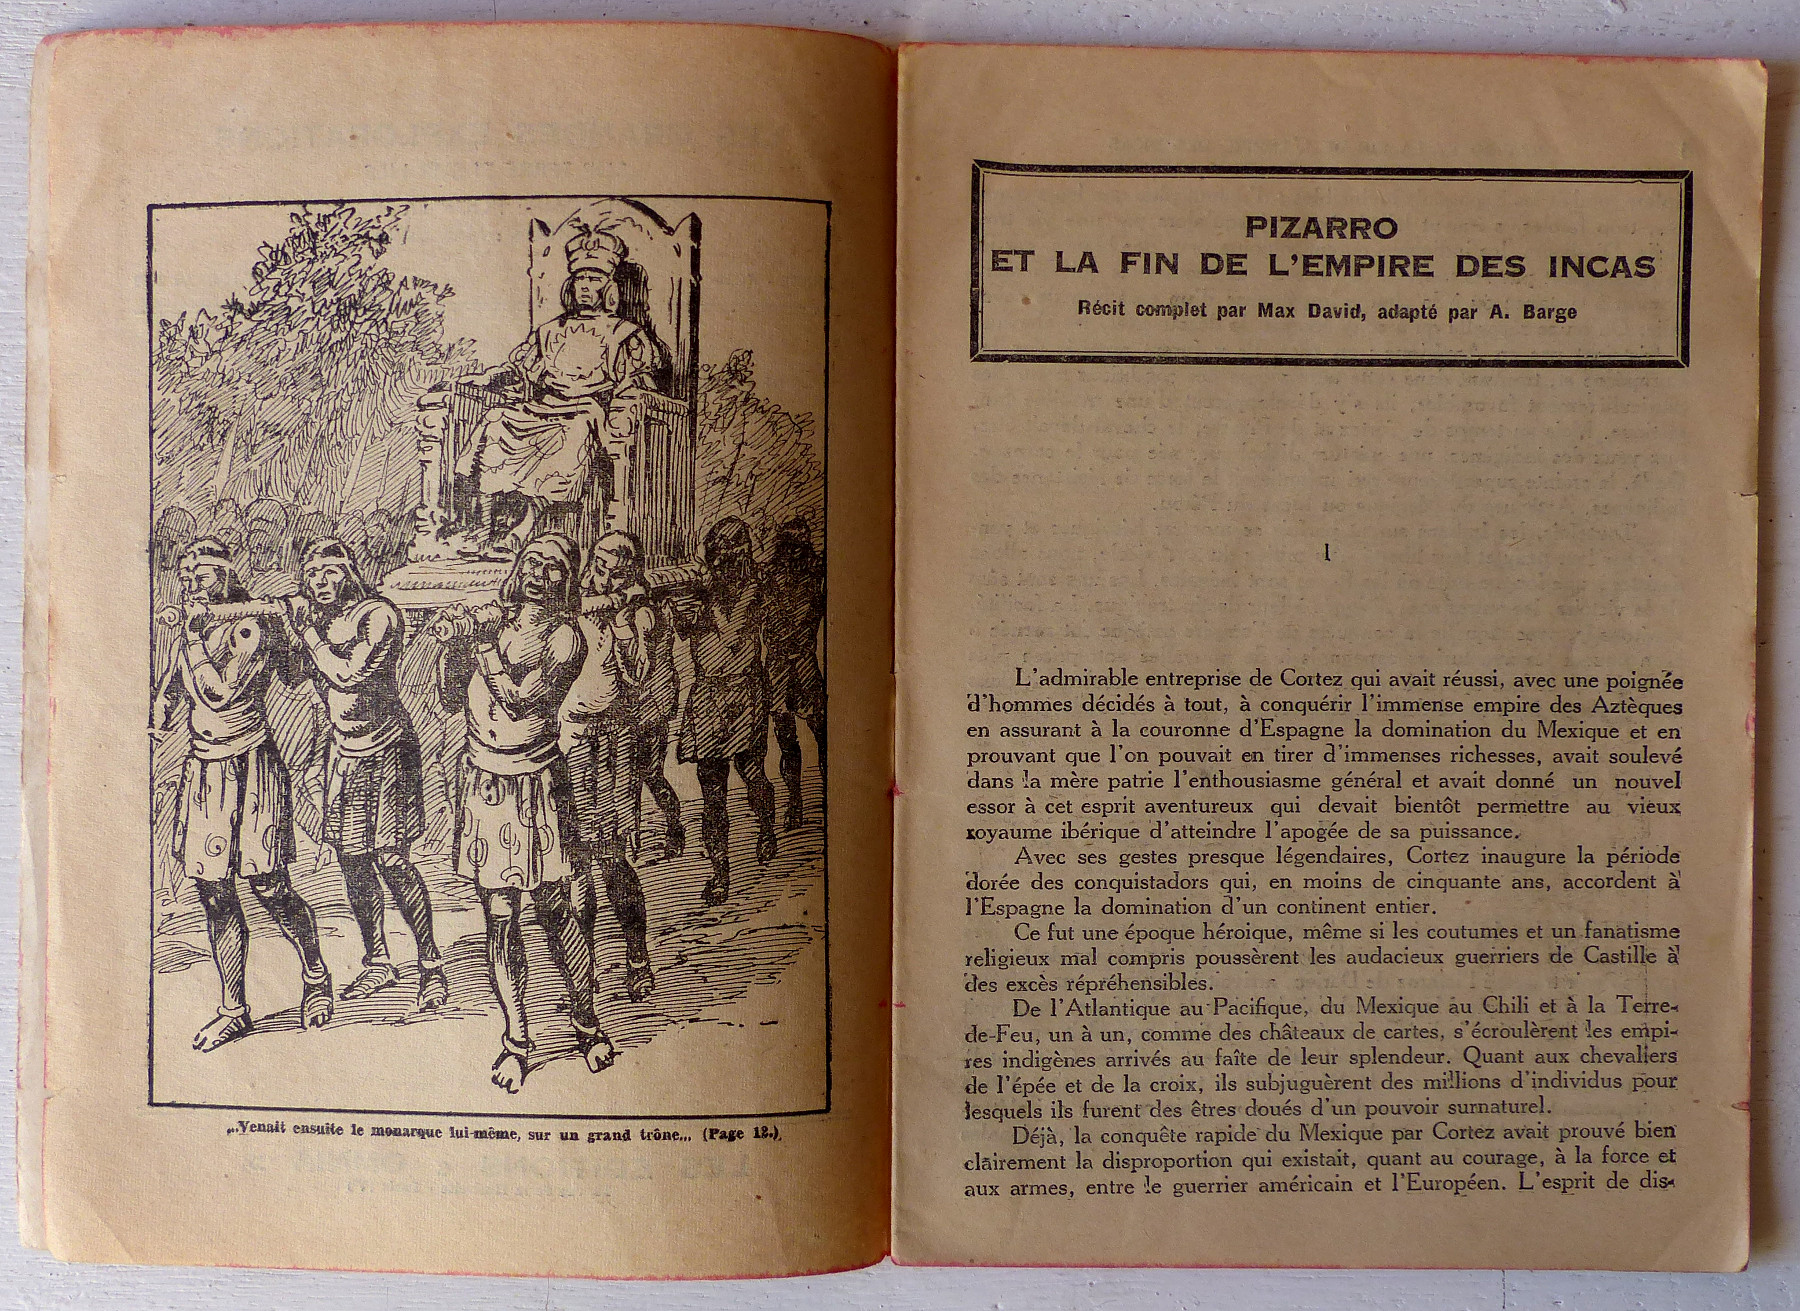 ...Venait ensuite le monarque lui-même, sur un grand trône... (Page 12.)
PIZARRO
ET LA FIN DE L'EMPIRE DES INCAS
Récit complet par Max David, adapté par A. Barge
I
L'admirable entreprise de Cortez qui avait réussi, avec une poignée
d'hommes décidés à tout, à conquérir l'immense empire des Aztèques
en assurant à la couronne d'Espagne la domination du Mexique et en
prouvant que l'on pouvait en tirer d'immenses richesses, avait soulevé
dans la mère patrie l'enthousiasme général et avait donné un nouvel
essor à cet esprit aventureux qui devait bientôt permettre au vieux
royaume ibérique d'atteindre l'apogée de sa puissance.
Avec ses gestes presque légendaires, Cortez inaugure la période
dorée des conquistadors qui, en moins de cinquante ans, accordent à
l'Espagne la domination d'un continent entier.
Ce fut une époque héroique, même si les coutumes et un fanatisme
religieux mal compris poussèrent les audacieux guerriers de Castille à
des excès répréhensibles.
De l'Atlantique au Pacifique, du Mexique au Chili et à la Terre-
de-Feu, un à un, comme des châteaux de cartes, s'écroulèrent les empi-
res indigènes arrivés au faîte de leur splendeur. Quant aux chevaliers
de l'épée et de la croix, ils subjuguèrent des millions d'individus pour
lesquels ils furent des êtres doués d'un pouvoir surnaturel.
Déjà, la conquête rapide du Mexique par Cortez avait prouvé bien
clairement la disproportion qui existait, quant au courage, à la force et
aux armes, entre le guerrier américain et l'Européen. L'esprit de dis-